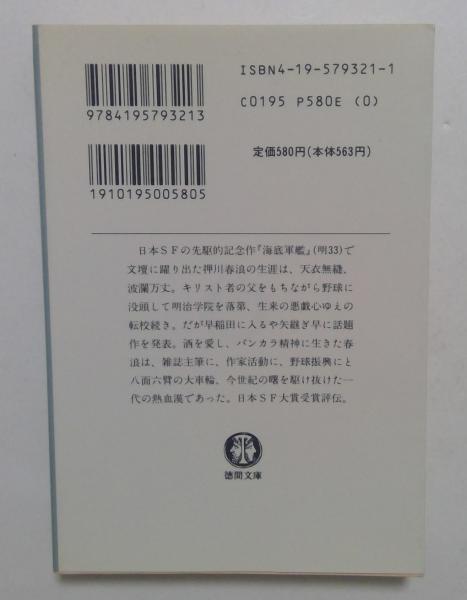 ISBN4-19-579321-1
9784195793213
C0195 P580E (0)
定価580円(本体563円)
1910195005805
日本SFの先駆的記念作『海底軍艦』(明33)で
文壇に躍り出た押川春浪の生涯は、天衣無縫、
波瀾万丈。キリスト者の父をもちながら野球に
没頭して明治学院を落第、生来の悪戯心ゆえの
転校続き。だが早稲田に入るや矢継ぎ早に話題
作を発表。酒を愛し、バンカラ精神に生きた春
浪は、雑誌主筆に、作家活動に、野球振興にと
八面六臂の大車輪、今世紀の曙を駆け抜けた一
代の熱血漢であった。日本SF大賞受賞評伝。
徳間文庫